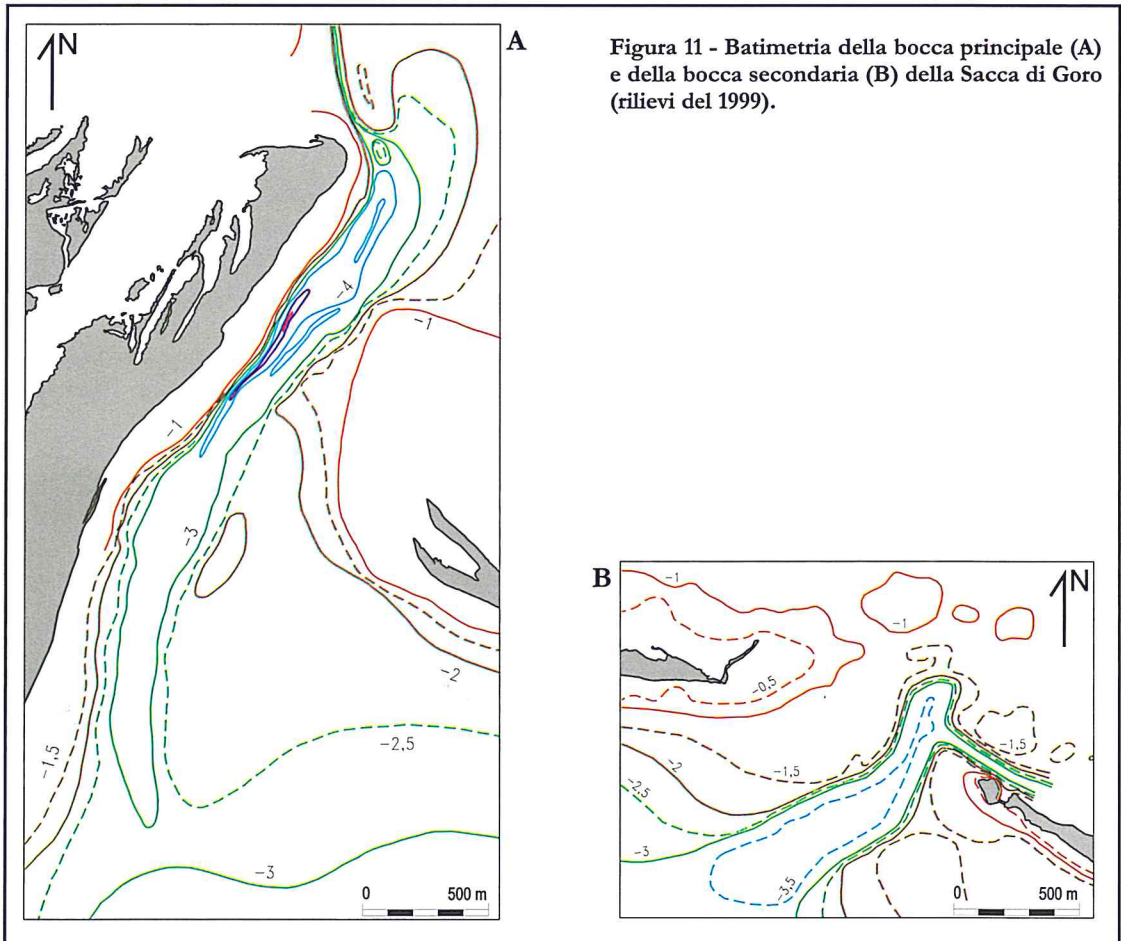 Figura 11 - Batimetria della bocca principale (A)
e della bocca secondaria (B) della Sacca di Goro
(rilievi del 1999).
A
N
-4
-1
-1
-3
-2
-1,5
-2,5
-3
0 500 m
B
N
-1
-1
-0,5
-1,5
-1,5
-2
-2,5
-3
-3,5
0 500 m